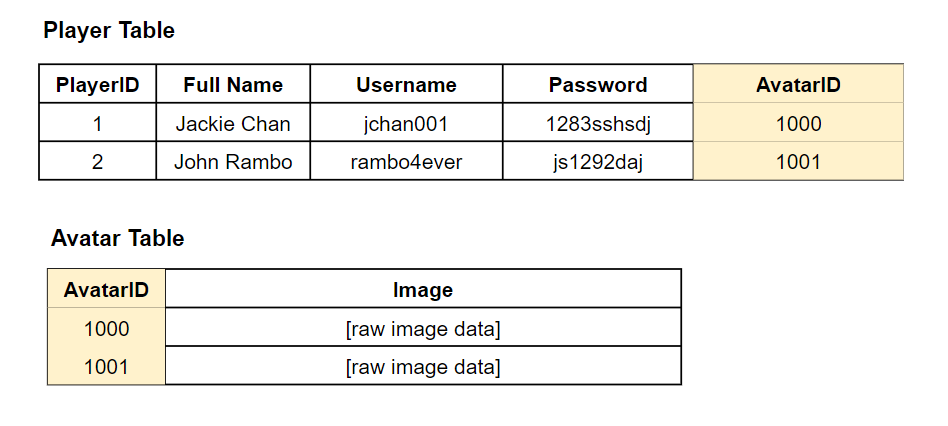 Player Table
PlayerID Full Name Username Password AvatarID
1 Jackie Chan jchan001 1283sshsdj 1000
2 John Rambo rambo4ever js1292daj 1001
Avatar Table
AvatarID Image
1000 [raw image data]
1001 [raw image data]